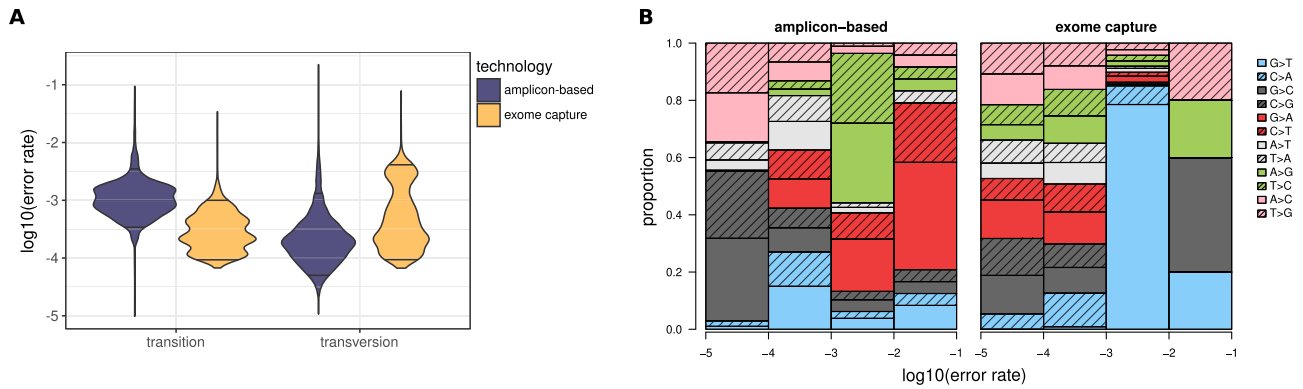 A
log10(error rate)
-1
-2
-3
-4
-5
transition
transversion
technology
amplicon-based
exome capture
B
amplicon−based
exome capture
proportion
1.0
0.8
0.6
0.4
0.2
0.0
−5 −4 −3 −2 −1
−5 −4 −3 −2 −1
log10(error rate)
G>T
C>A
G>C
C>G
G>A
C>T
A>T
T>A
A>G
T>C
A>C
T>G